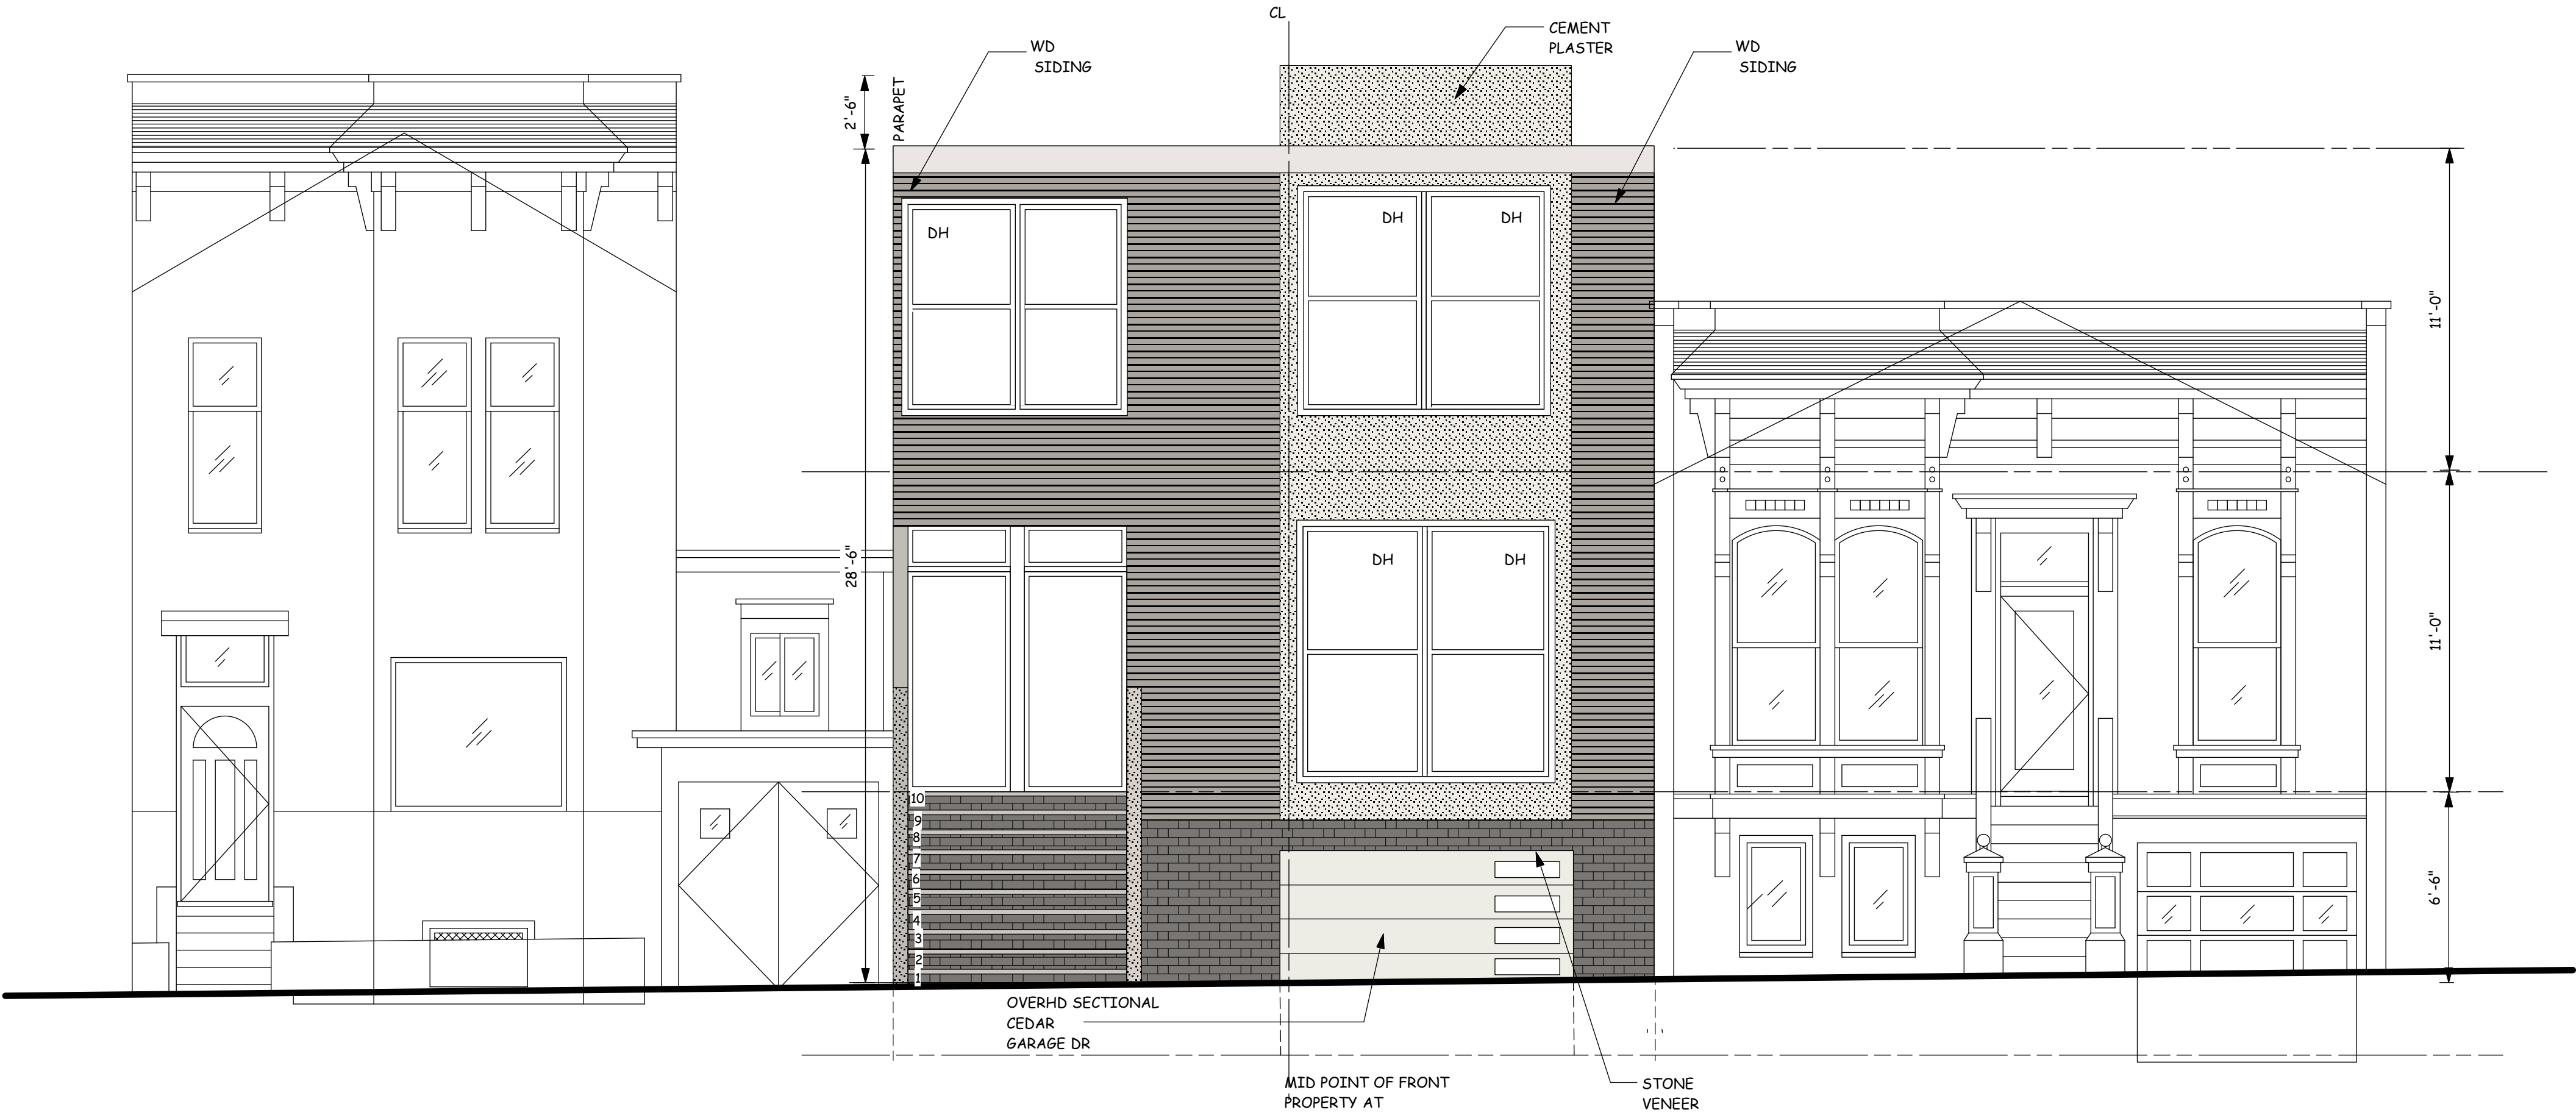 CL
CEMENT
PLASTER
WD
SIDING
WD
SIDING
2'-6"
PARAPET
DH
DH
DH
11'-0"
28'-6"
DH
DH
11'-0"
10
9
8
7
6
5
4
3
2
1
6'-6"
OVERHD SECTIONAL
CEDAR
GARAGE DR
MID POINT OF FRONT
PROPERTY AT
STONE
VENEER